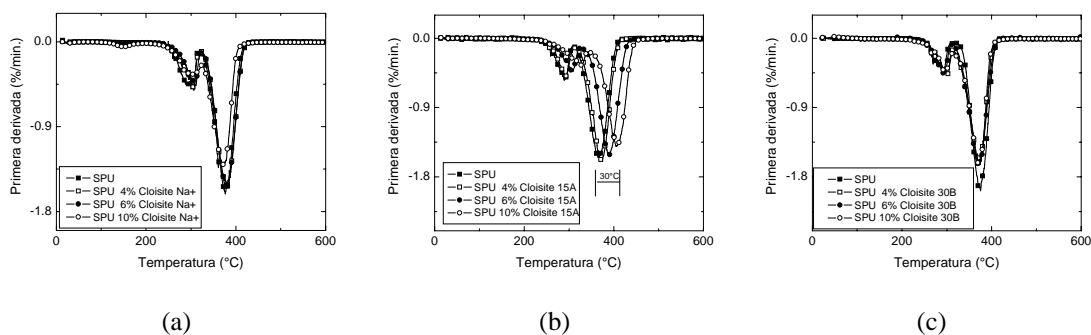 (a)
0.0
-0.9
-1.8
Primera derivada (%/min.)
SPU
SPU 4% Cloisite Na+
SPU 6% Cloisite Na+
SPU 10% Cloisite Na+
0 200 400 600
Temperatura (°C)
(b)
0.0
-0.9
-1.8
Primera derivada (%/min.)
30°C
SPU
SPU 4% Cloisite 15A
SPU 6% Cloisite 15A
SPU 10% Cloisite 15A
0 200 400 600
Temperatura (°C)
(c)
0.0
-0.9
-1.8
Primera derivada (%/min.)
SPU
SPU 4% Cloisite 30B
SPU 6% Cloisite 30B
SPU 10% Cloisite 30B
0 200 400 600
Temperatura (°C)
(a) (b) (c)